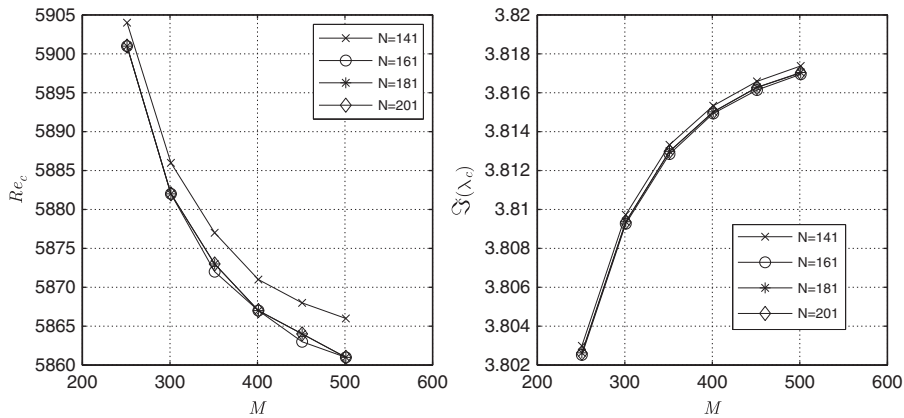 5905
5900
5895
5890
5885
5880
5875
5870
5865
5860
Re_c
200 300 400 500 600
M
N=141
N=161
N=181
N=201
3.82
3.818
3.816
3.814
3.812
3.81
3.808
3.806
3.804
3.802
ℑ(λ_c)
200 300 400 500 600
M
N=141
N=161
N=181
N=201